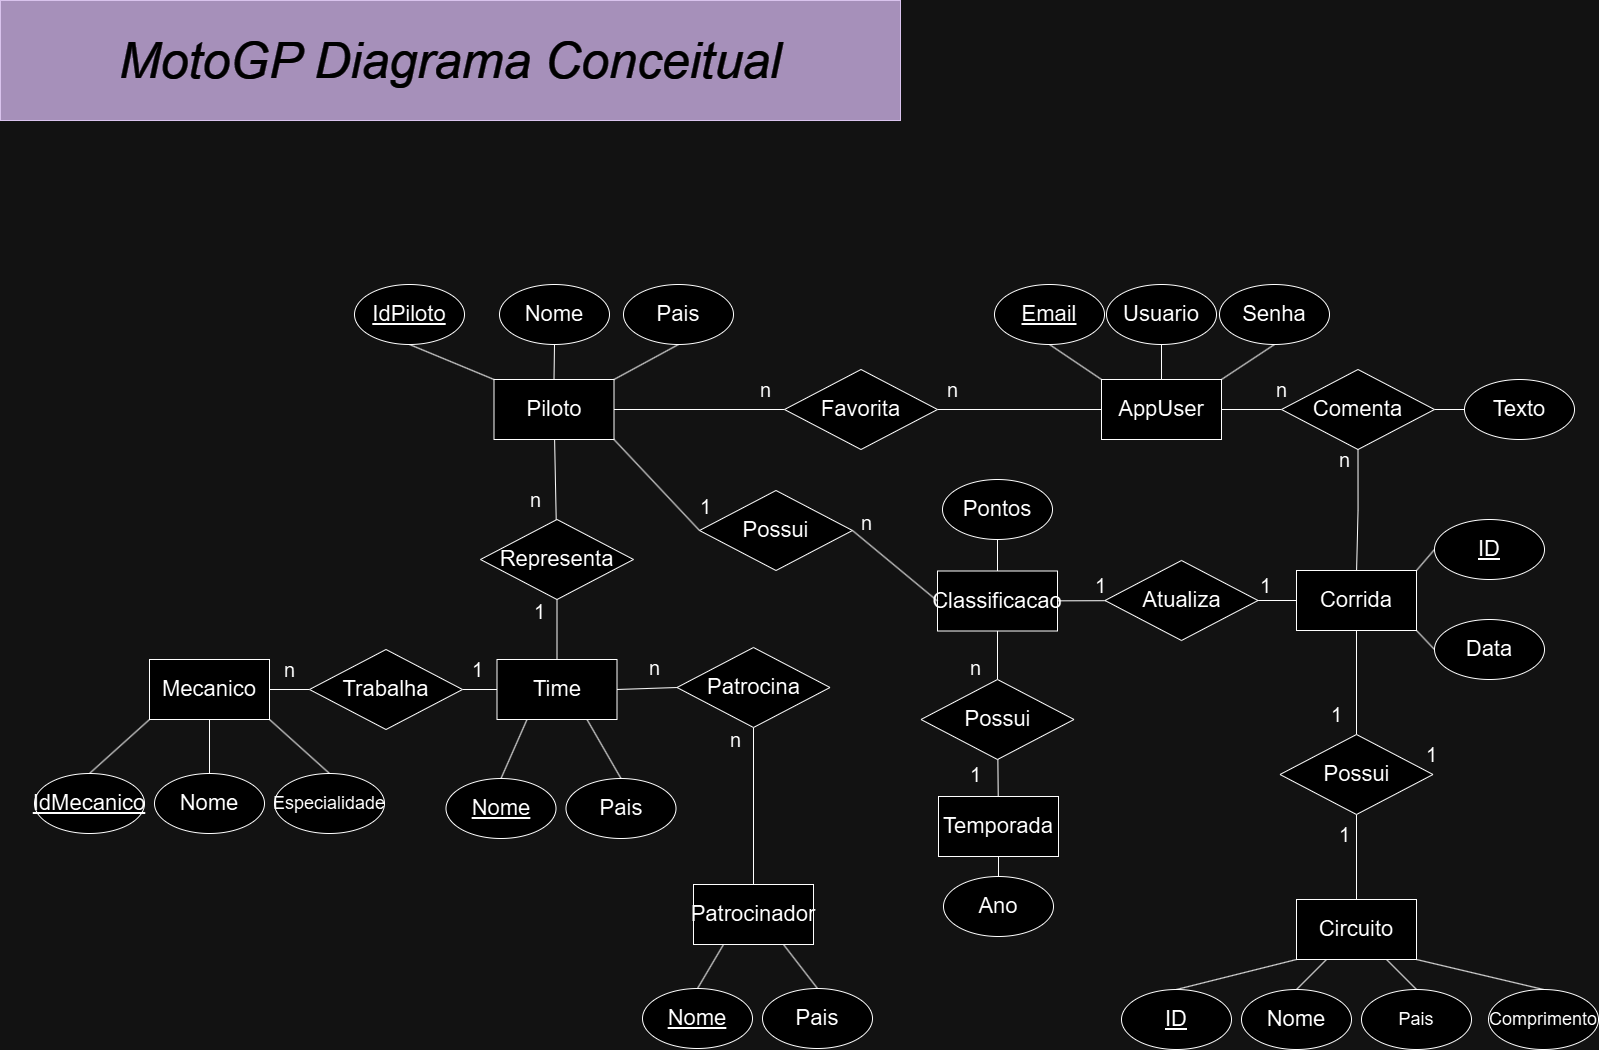 MotoGP Diagrama Conceitual
IdPiloto
Nome
Pais
Email
Usuario
Senha
Piloto
n
Favorita
n
AppUser
n
Comenta
Texto
n
n
1
Possui
n
Pontos
Representa
ID
1
Classificacao
1
Atualiza
1
Corrida
Data
Mecanico
n
Trabalha
1
Time
n
Patrocina
n
n
Possui
1
1
Possui
1
1
IdMecanico
Nome
Especialidade
Nome
Pais
Temporada
Ano
Patrocinador
Circuito
Nome
Pais
ID
Nome
Pais
Comprimento